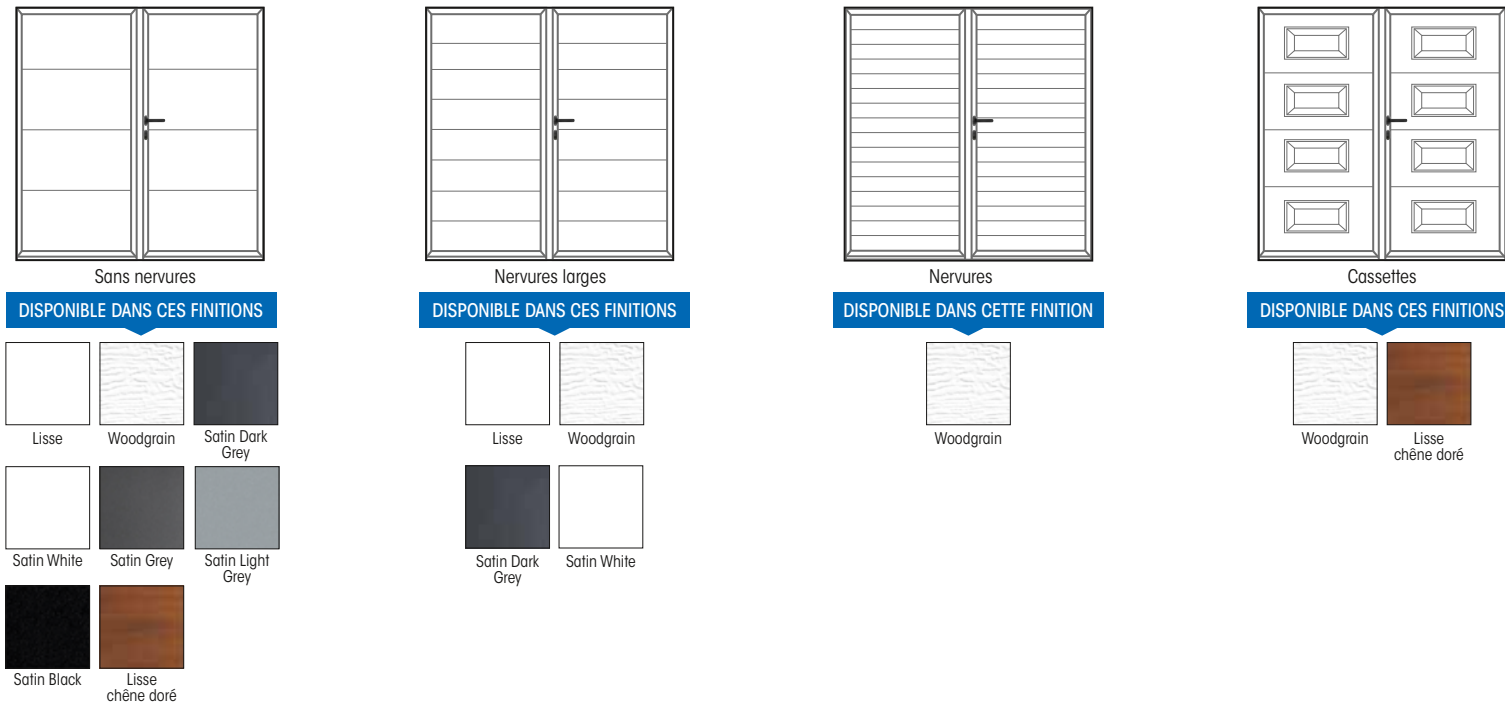 Sans nervures
DISPONIBLE DANS CES FINITIONS
Lisse
Woodgrain
Satin Dark
Grey
Satin White
Satin Grey
Satin Light
Grey
Satin Black
Lisse
chêne doré
Nervures larges
DISPONIBLE DANS CES FINITIONS
Lisse
Woodgrain
Satin Dark
Grey
Satin White
Nervures
DISPONIBLE DANS CETTE FINITION
Woodgrain
Cassettes
DISPONIBLE DANS CES FINITIONS
Woodgrain
Lisse
chêne doré